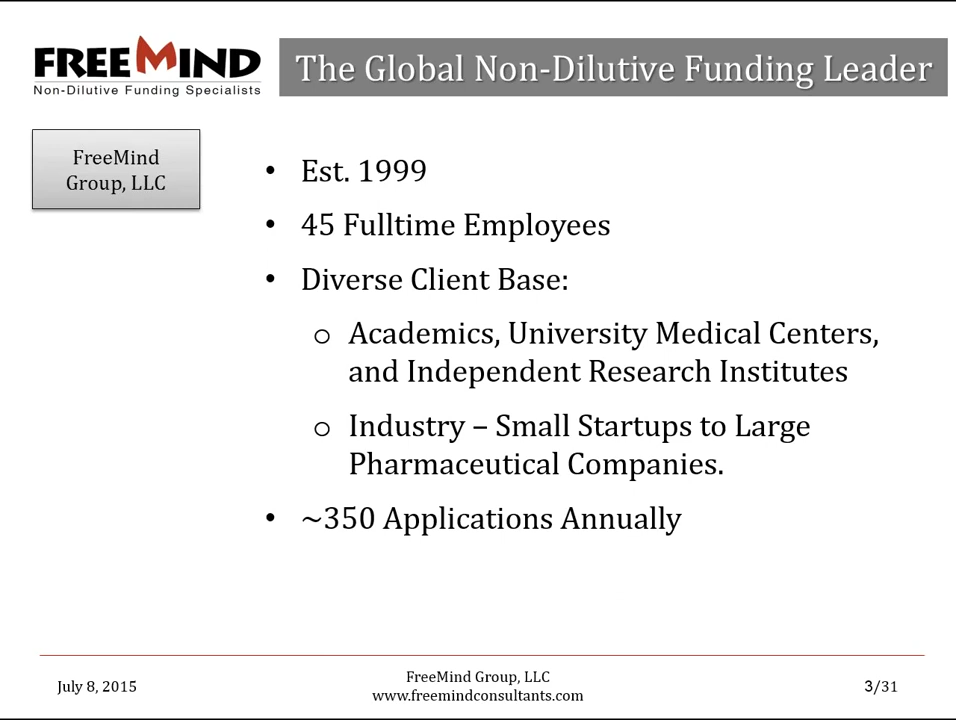 FREEMIND
Non-Dilutive Funding Specialists
The Global Non-Dilutive Funding Leader
FreeMind
Group, LLC
• Est. 1999
• 45 Fulltime Employees
• Diverse Client Base:
o Academics, University Medical Centers,
and Independent Research Institutes
o Industry – Small Startups to Large
Pharmaceutical Companies.
• ~350 Applications Annually
July 8, 2015
FreeMind Group, LLC
www.freemindconsultants.com
3/31